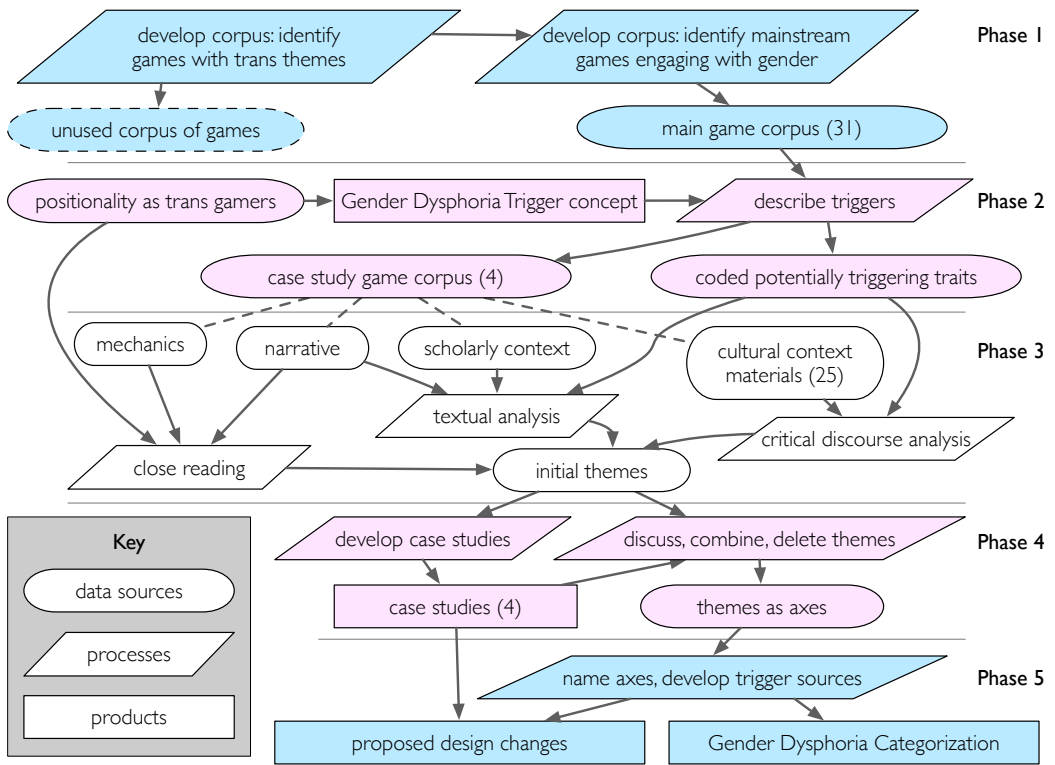 develop corpus: identify
games with trans themes
develop corpus: identify mainstream
games engaging with gender
Phase 1
unused corpus of games
main game corpus (31)
positionality as trans gamers
Gender Dysphoria Trigger concept
describe triggers
Phase 2
case study game corpus (4)
coded potentially triggering traits
mechanics
narrative
scholarly context
cultural context
materials (25)
Phase 3
textual analysis
critical discourse analysis
close reading
initial themes
Key
data sources
processes
products
develop case studies
discuss, combine, delete themes
Phase 4
case studies (4)
themes as axes
name axes, develop trigger sources
Phase 5
proposed design changes
Gender Dysphoria Categorization